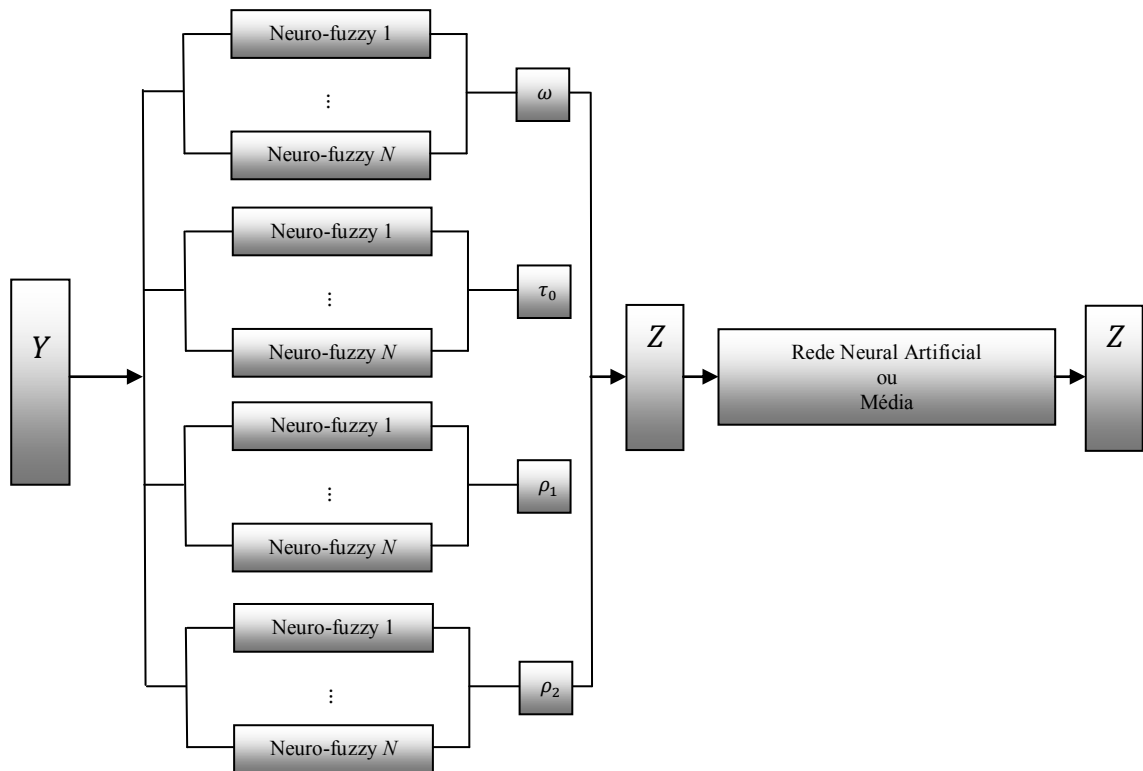 Y
Neuro-fuzzy 1
⋮
Neuro-fuzzy N
ω
Neuro-fuzzy 1
⋮
Neuro-fuzzy N
τ₀
Neuro-fuzzy 1
⋮
Neuro-fuzzy N
ρ₁
Neuro-fuzzy 1
⋮
Neuro-fuzzy N
ρ₂
Z
Rede Neural Artificial
ou
Média
Z